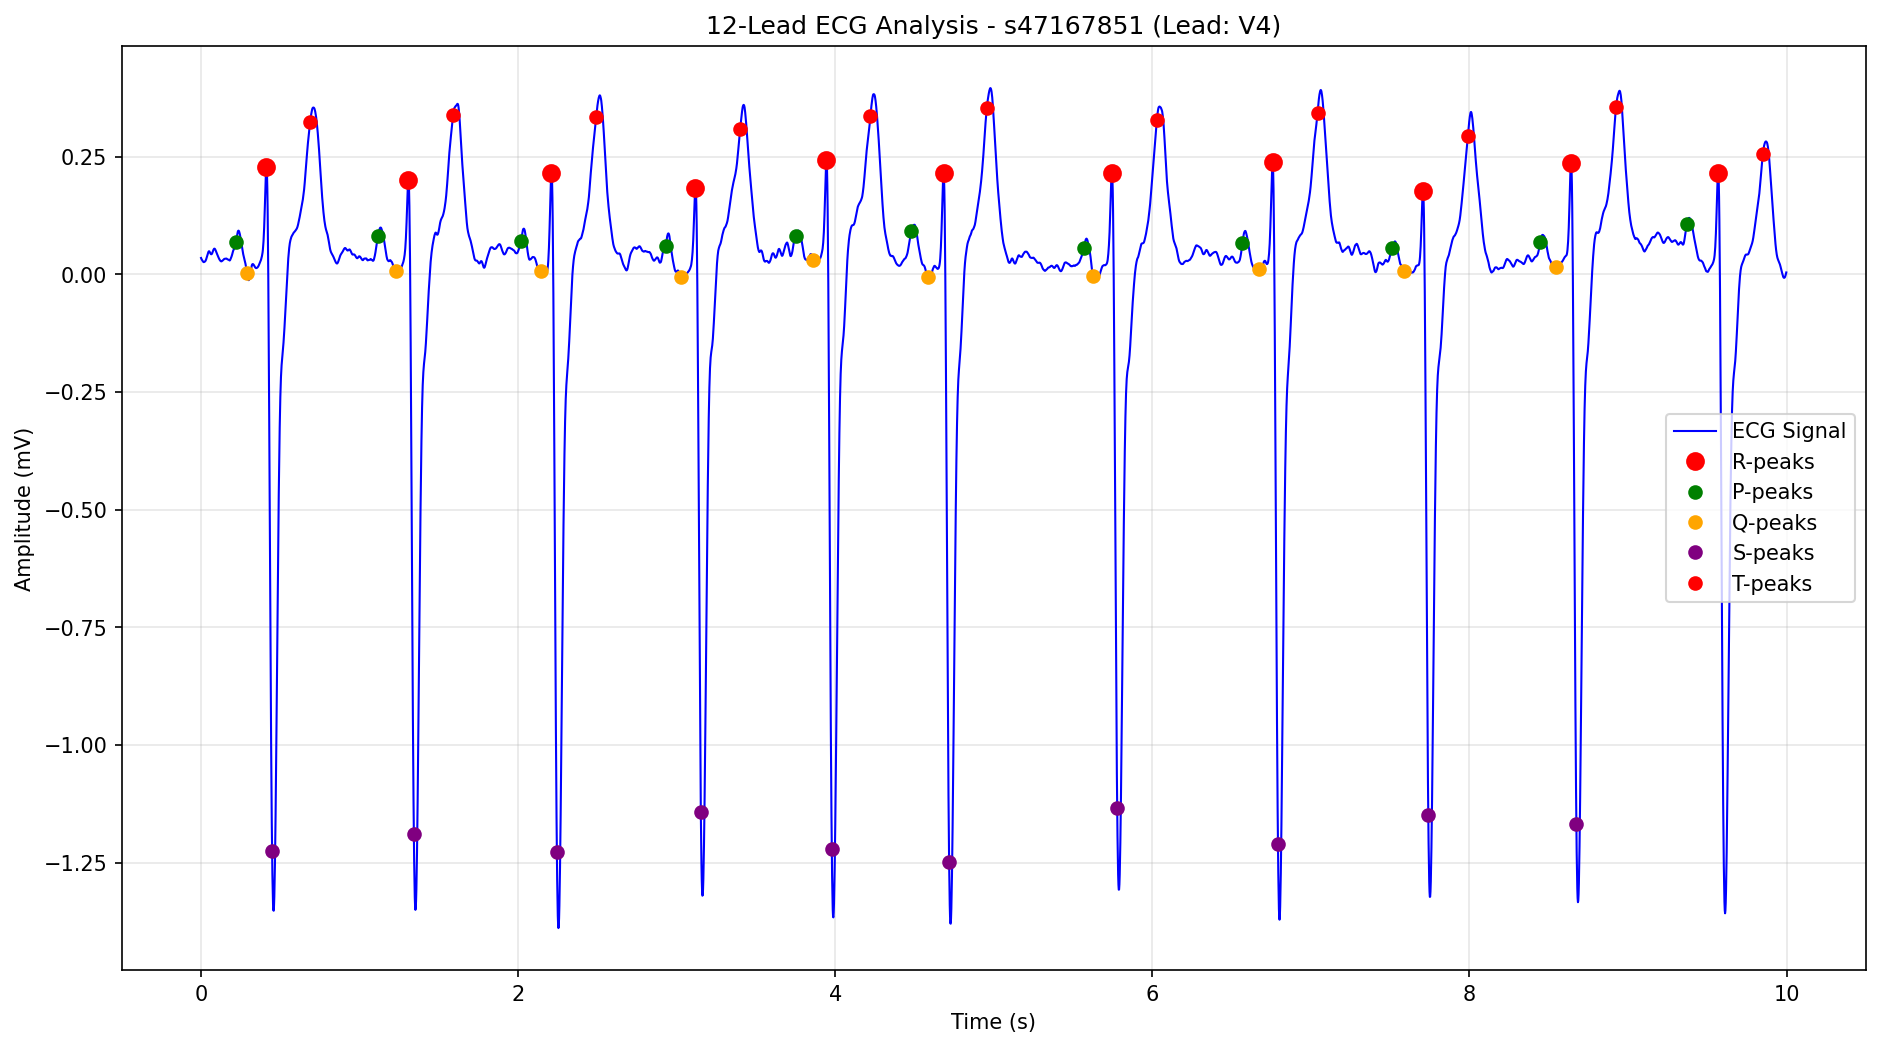 12-Lead ECG Analysis - s47167851 (Lead: V4)
Amplitude (mV)
0.25
0.00
−0.25
−0.50
−0.75
−1.00
−1.25
ECG Signal
R-peaks
P-peaks
Q-peaks
S-peaks
T-peaks
0 2 4 6 8 10
Time (s)